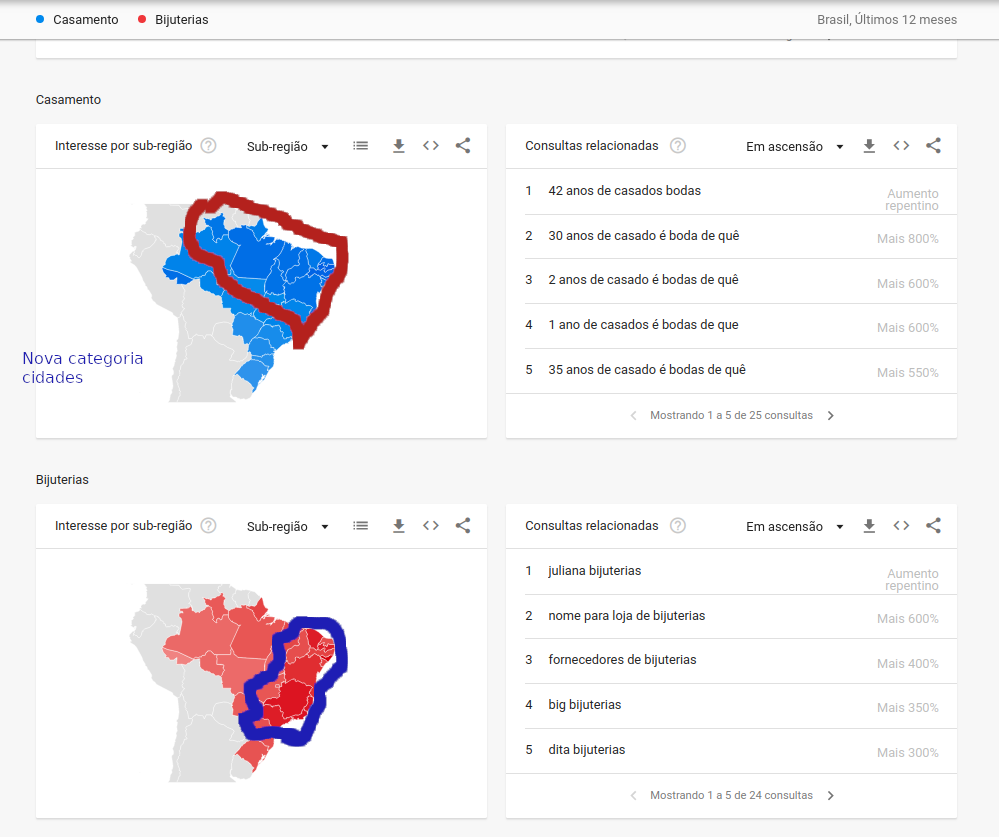 Casamento
Bijuterias
Brasil, Últimos 12 meses
Casamento
Interesse por sub-região
?
Sub-região
Consultas relacionadas
?
Em ascensão
1 42 anos de casados bodas
Aumento
repentino
2 30 anos de casado é boda de quê
Mais 800%
3 2 anos de casado é bodas de quê
Mais 600%
4 1 ano de casados é bodas de que
Mais 600%
5 35 anos de casado é bodas de quê
Mais 550%
Mostrando 1 a 5 de 25 consultas
Nova categoria
cidades
Bijuterias
Interesse por sub-região
?
Sub-região
Consultas relacionadas
?
Em ascensão
1 juliana bijuterias
Aumento
repentino
2 nome para loja de bijuterias
Mais 600%
3 fornecedores de bijuterias
Mais 400%
4 big bijuterias
Mais 350%
5 dita bijuterias
Mais 300%
Mostrando 1 a 5 de 24 consultas